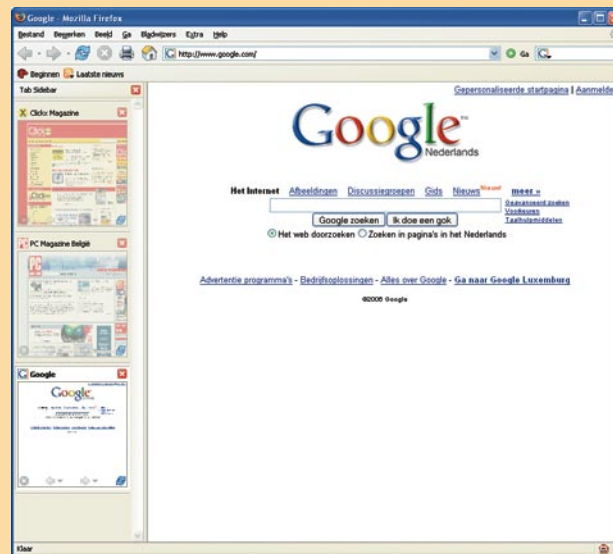 Google - Mozilla Firefox
Bestand Bewerken Beeld Ga Bladwijzers Extra Help
http://www.google.com/ Ga
Beginnen Laatste nieuws
Tab Sidebar
Clickx Magazine
PC Magazine België
Google
Google
Gepersonaliseerde startpagina | Aanmelde
Google
Nederlands
Het Internet Afbeeldingen Discussiegroepen Gids Nieuws Nieuw! meer »
Geavanceerd zoeken
Voorkeuren
Taalhulpmiddelen
Google zoeken Ik doe een gok
Het web doorzoeken Zoeken in pagina's in het Nederlands
Advertentie programma's - Bedrijfsoplossingen - Alles over Google - Ga naar Google Luxemburg
©2005 Google
Klaar